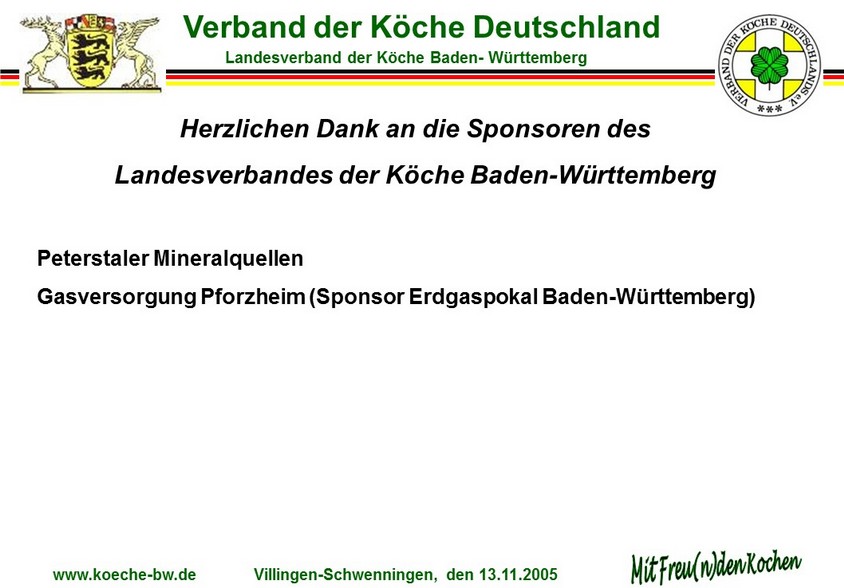 Verband der Köche Deutschland
Landesverband der Köche Baden- Württemberg
VERBAND DER KÖCHE DEUTSCHLANDS e.V.
***
Herzlichen Dank an die Sponsoren des
Landesverbandes der Köche Baden-Württemberg
Peterstaler Mineralquellen
Gasversorgung Pforzheim (Sponsor Erdgaspokal Baden-Württemberg)
www.koeche-bw.de Villingen-Schwenningen, den 13.11.2005
Mit Freu(n)den Kochen